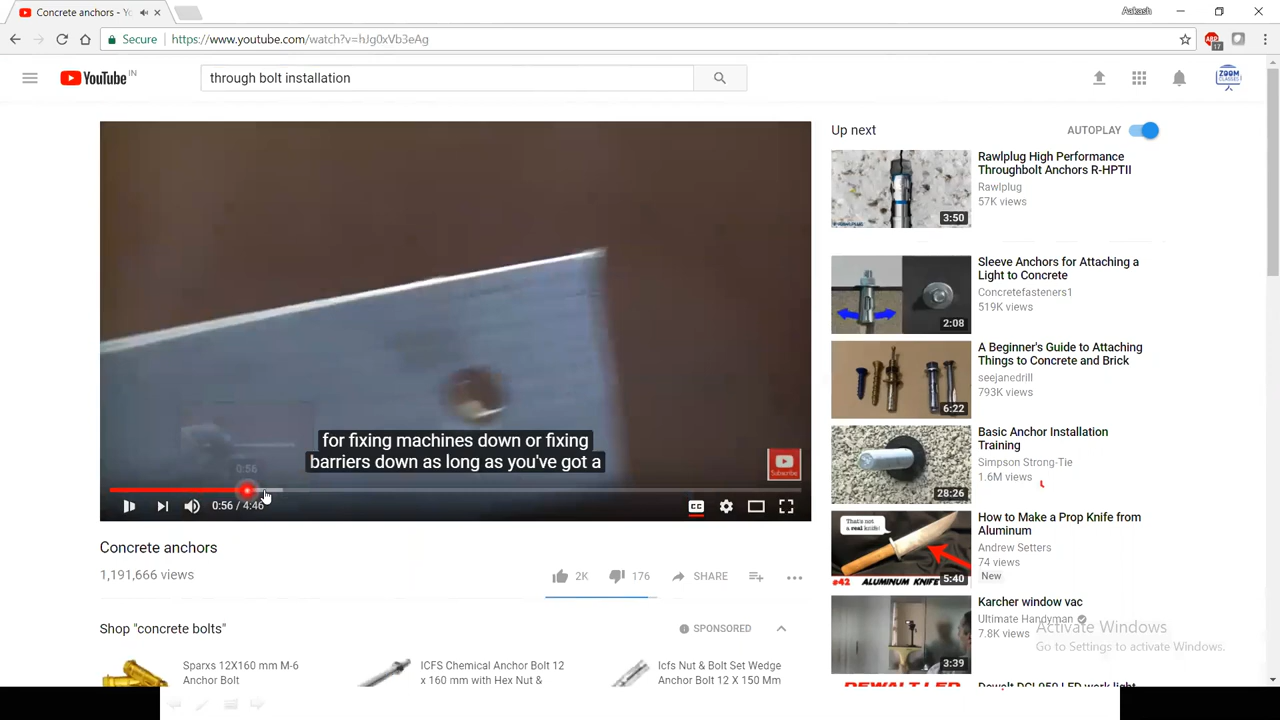 Concrete anchors - Yo
Aakash
Secure
https://www.youtube.com/watch?v=hJg0xVb3eAg
ABP
17
YouTube IN
through bolt installation
ZOOM
CLASSES
Up next
AUTOPLAY
Rawlplug High Performance
Throughbolt Anchors R-HPTII
Rawlplug
57K views
3:50
Sleeve Anchors for Attaching a
Light to Concrete
Concretefasteners1
519K views
2:08
A Beginner's Guide to Attaching
Things to Concrete and Brick
seejanedrill
793K views
6:22
Basic Anchor Installation
Training
Simpson Strong-Tie
1.6M views
28:26
How to Make a Prop Knife from
Aluminum
Andrew Setters
74 views
New
That's not
a real knife!
#42 ALUMINUM KNIFE
5:40
Karcher window vac
Ultimate Handyman
7.8K views
3:39
for fixing machines down or fixing
barriers down as long as you've got a
Subscribe
0:56
0:56 / 4:46
CC
Concrete anchors
1,191,666 views
2K
176
SHARE
Shop "concrete bolts"
SPONSORED
Sparxs 12X160 mm M-6
Anchor Bolt
ICFS Chemical Anchor Bolt 12
x 160 mm with Hex Nut &
Icfs Nut & Bolt Set Wedge
Anchor Bolt 12 X 150 Mm
Activate Windows
Go to Settings to activate Windows.